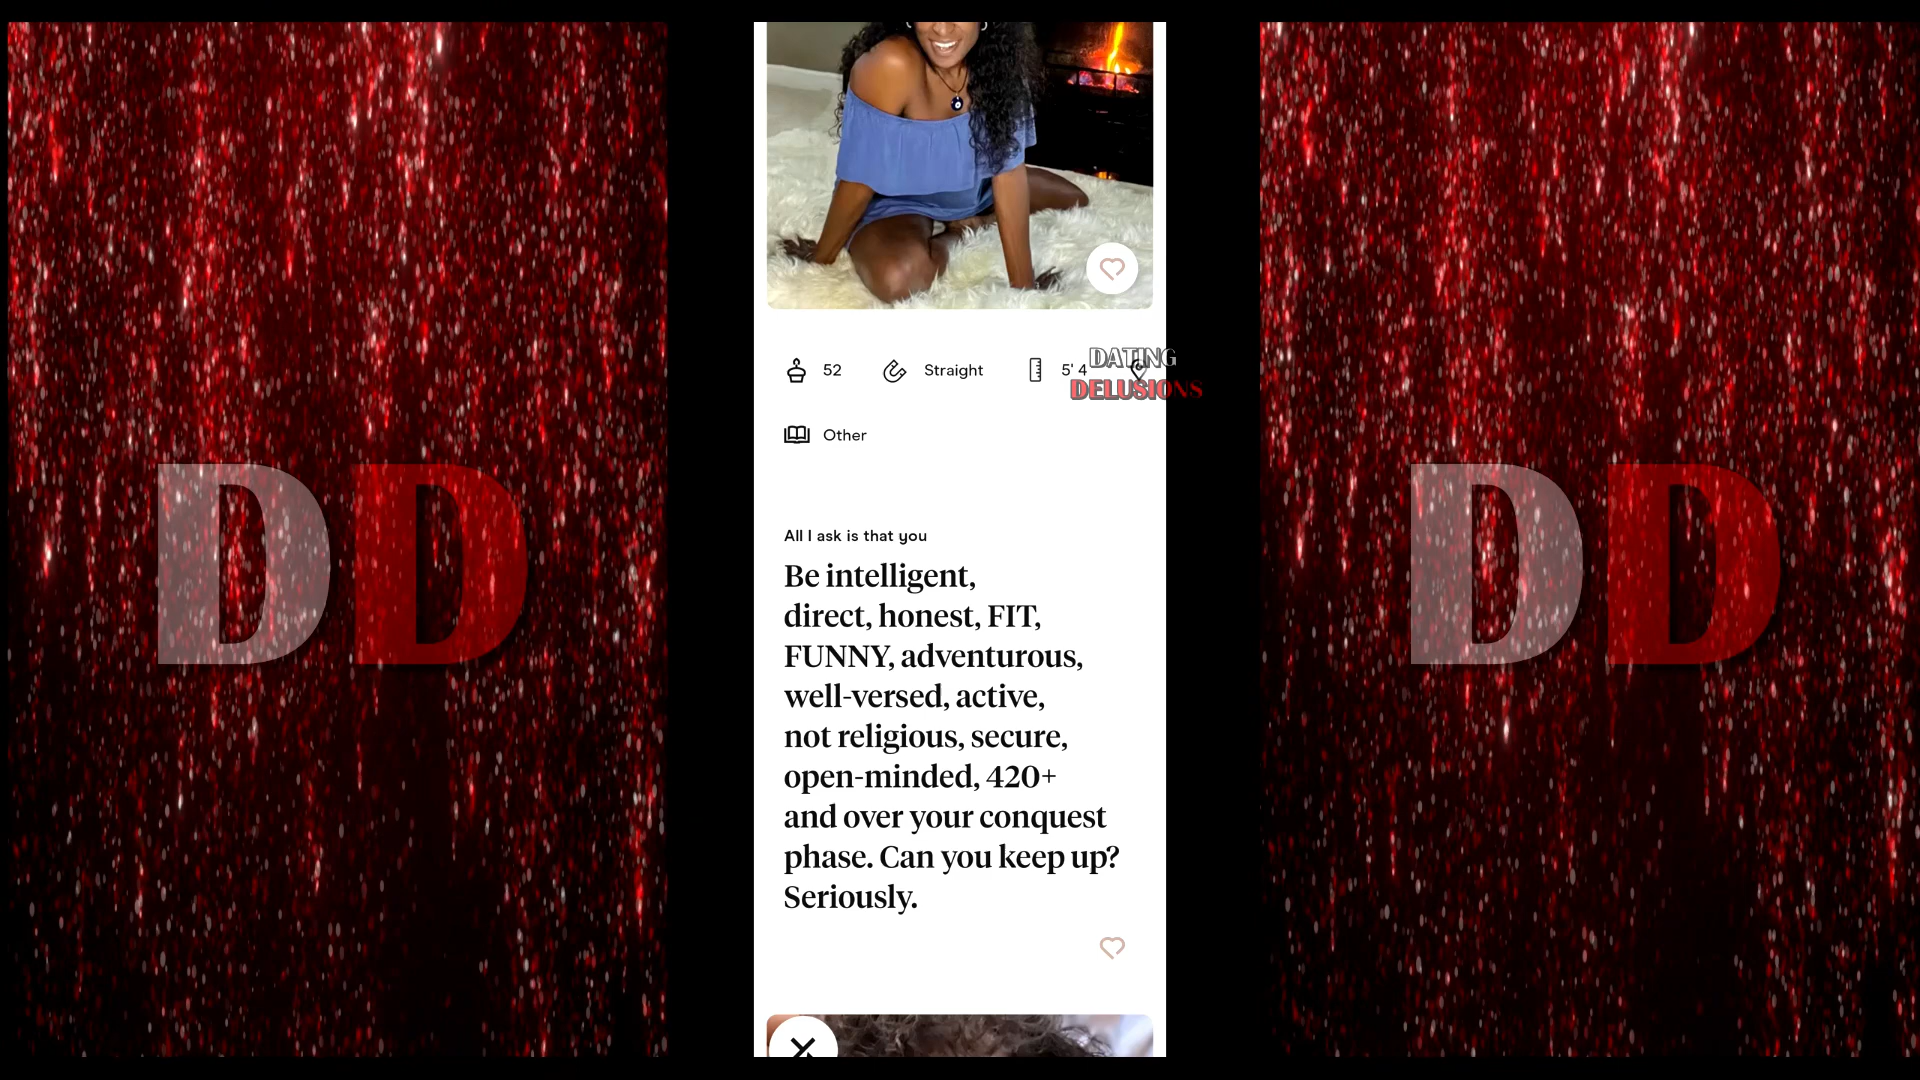 52
Straight
5' 4
DATING
DELUSIONS
Other
D D
D D
All I ask is that you
Be intelligent,
direct, honest, FIT,
FUNNY, adventurous,
well-versed, active,
not religious, secure,
open-minded, 420+
and over your conquest
phase. Can you keep up?
Seriously.